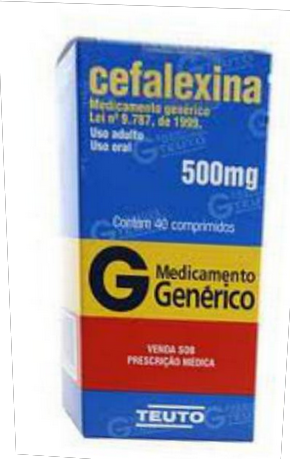 cefalexina
Medicamento genérico
Lei nº 9.787, de 1999.
Uso adulto
Uso oral
500mg
Contém 40 comprimidos
G Medicamento
Genérico
VENDA SOB
PRESCRIÇÃO MÉDICA
TEUTO